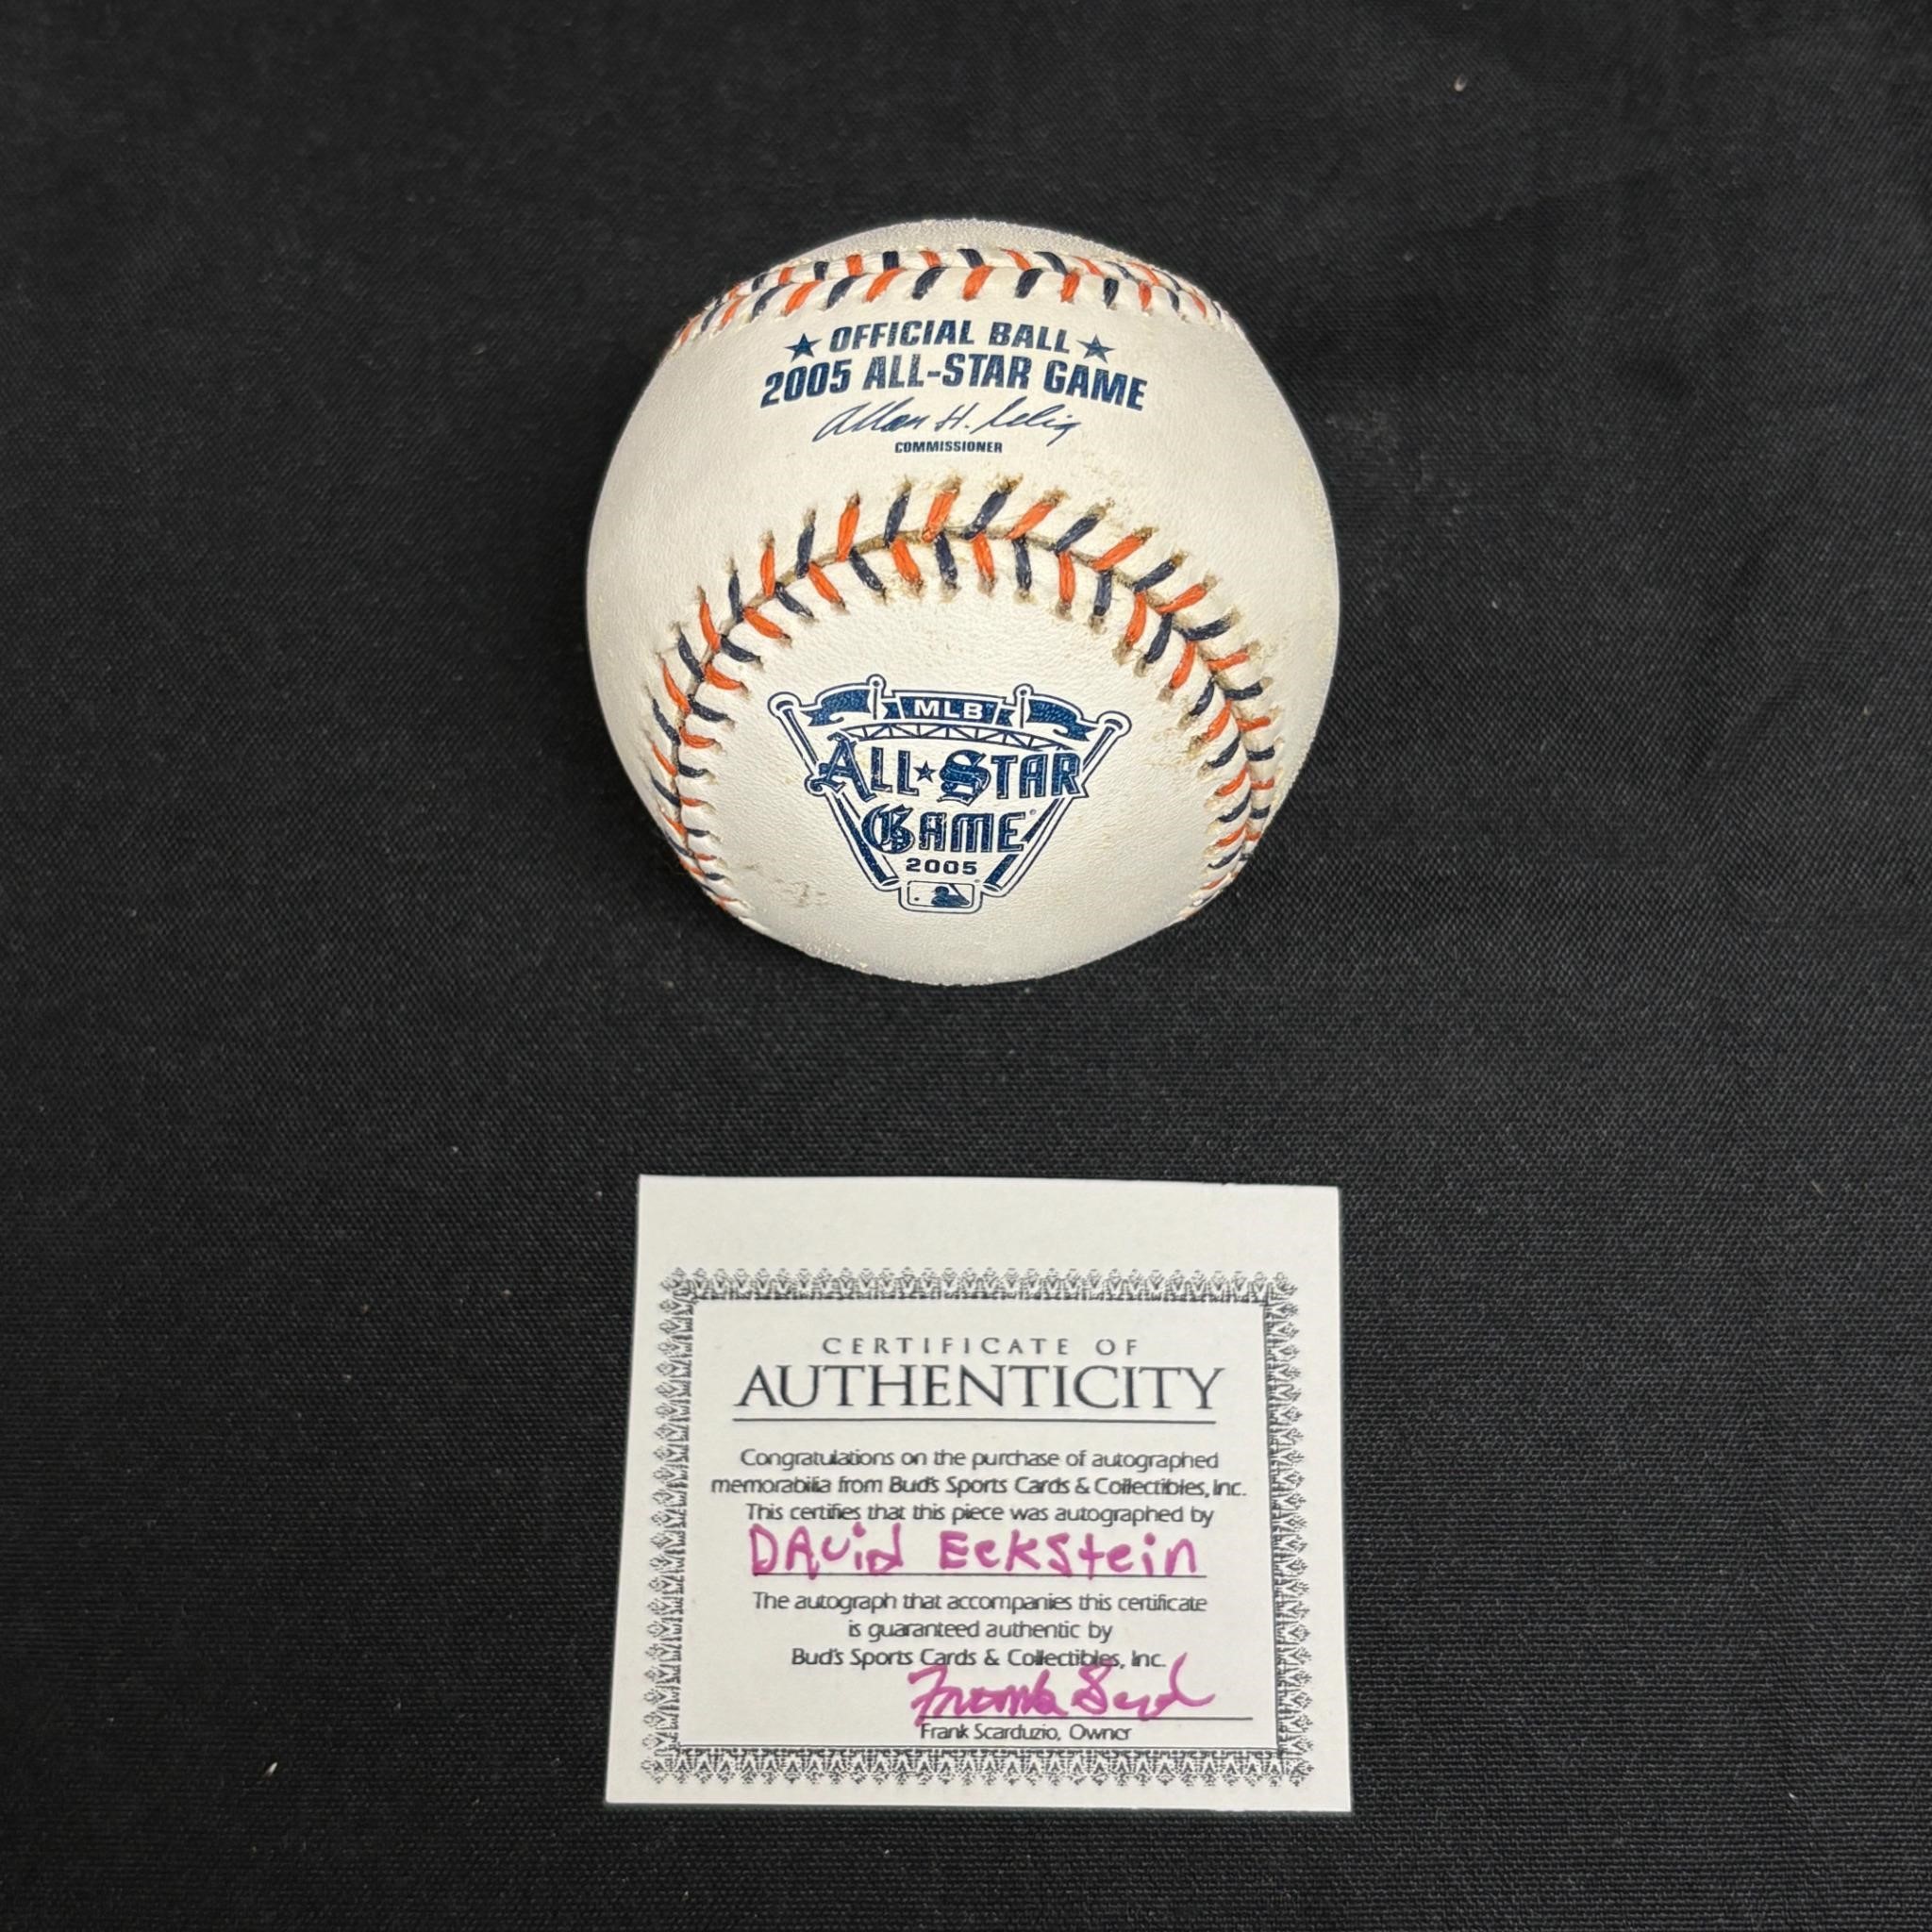 ★ OFFICIAL BALL ★
2005 ALL-STAR GAME
Allan H. Selig
COMMISSIONER
MLB
ALL★STAR
GAME
2005
CERTIFICATE OF
AUTHENTICITY
Congratulations on the purchase of autographed
memorabilia from Bud's Sports Cards & Collectibles, Inc.
This certifies that this piece was autographed by
DAvid EckStein
The autograph that accompanies this certificate
is guaranteed authentic by
Bud's Sports Cards & Collectibles, Inc.
Frank Scarduzio, Owner